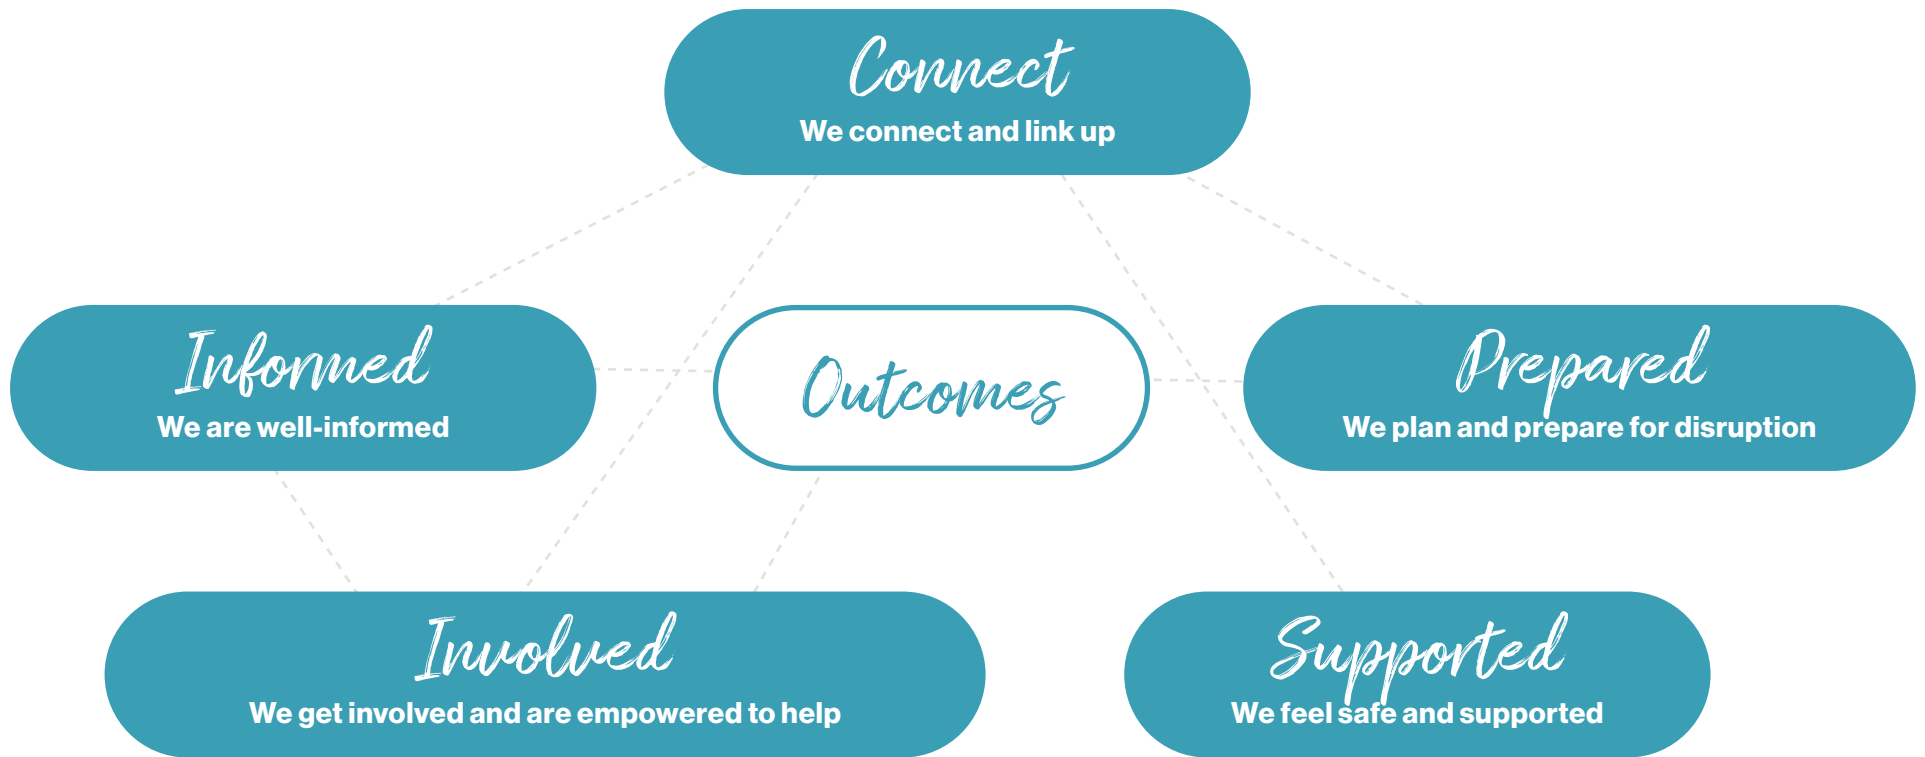 Connect
We connect and link up
Informed
We are well-informed
Outcomes
Prepared
We plan and prepare for disruption
Involved
We get involved and are empowered to help
Supported
We feel safe and supported